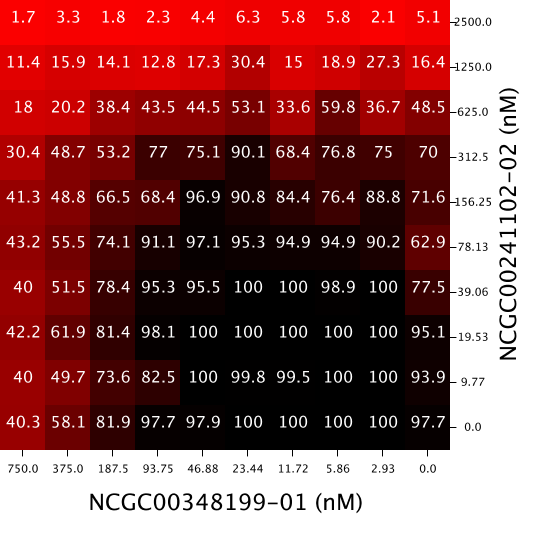 1.7 3.3 1.8 2.3 4.4 6.3 5.8 5.8 2.1 5.1 2500.0
11.4 15.9 14.1 12.8 17.3 30.4 15 18.9 27.3 16.4 1250.0
18 20.2 38.4 43.5 44.5 53.1 33.6 59.8 36.7 48.5 625.0
30.4 48.7 53.2 77 75.1 90.1 68.4 76.8 75 70 312.5
41.3 48.8 66.5 68.4 96.9 90.8 84.4 76.4 88.8 71.6 156.25
43.2 55.5 74.1 91.1 97.1 95.3 94.9 94.9 90.2 62.9 78.13
40 51.5 78.4 95.3 95.5 100 100 98.9 100 77.5 39.06
42.2 61.9 81.4 98.1 100 100 100 100 100 95.1 19.53
40 49.7 73.6 82.5 100 99.8 99.5 100 100 93.9 9.77
40.3 58.1 81.9 97.7 97.9 100 100 100 100 97.7 0.0
750.0 375.0 187.5 93.75 46.88 23.44 11.72 5.86 2.93 0.0
NCGC00348199-01 (nM)
NCGC00241102-02 (nM)